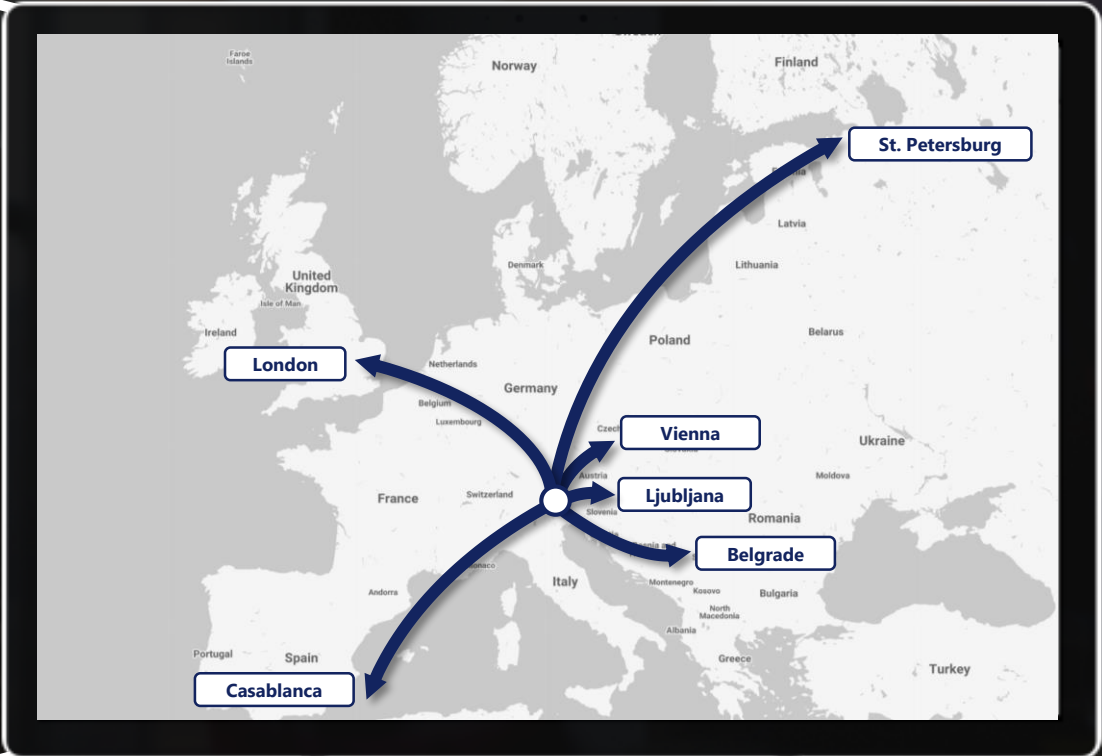 Faroe
Islands
Norway
Finland
St. Petersburg
Latvia
Denmark
Lithuania
United
Kingdom
Isle of Man
Ireland
Poland
Belarus
London
Netherlands
Germany
Belgium
Luxembourg
Vienna
Ukraine
Austria
Moldova
France
Switzerland
Ljubljana
Slovenia
Romania
Belgrade
Italy
Andorra
Montenegro
Kosovo
Bulgaria
North
Macedonia
Albania
Portugal
Spain
Greece
Turkey
Casablanca